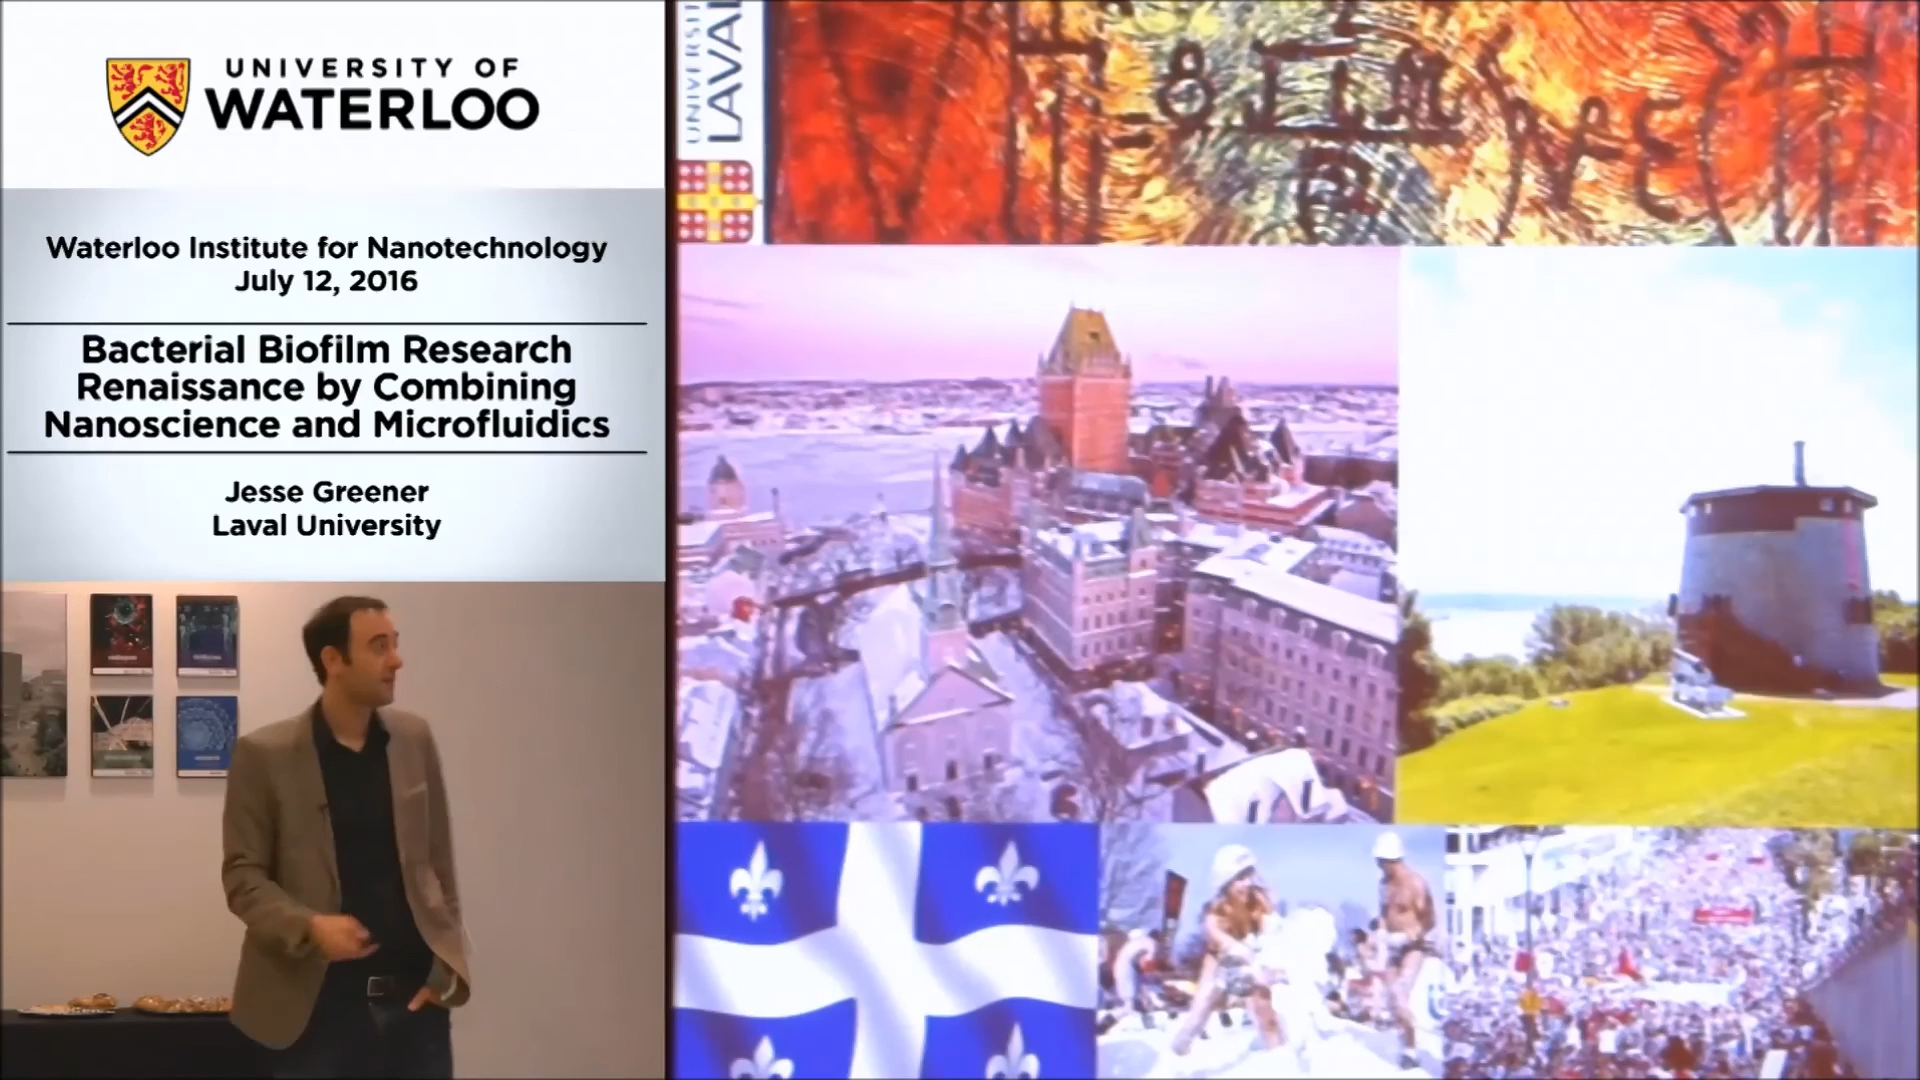 UNIVERSITY OF
WATERLOO
Waterloo Institute for Nanotechnology
July 12, 2016
Bacterial Biofilm Research
Renaissance by Combining
Nanoscience and Microfluidics
Jesse Greener
Laval University
UNIVERSITÉ
LAVAL